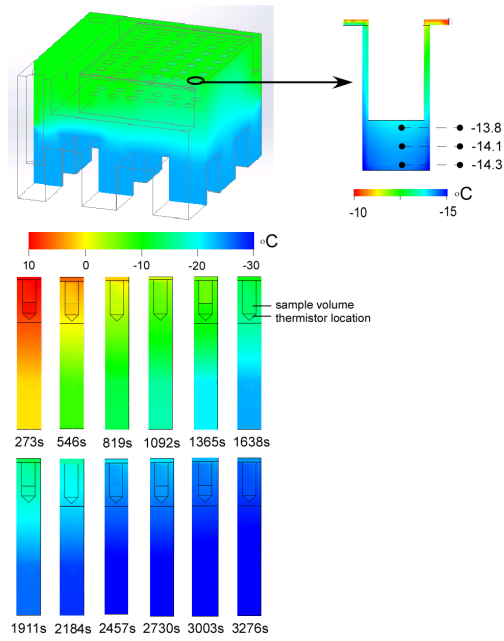 -13.8
-14.1
-14.3
-10 -15 °C
°C
10 0 -10 -20 -30
sample volume
thermistor location
273s 546s 819s 1092s 1365s 1638s
1911s 2184s 2457s 2730s 3003s 3276s